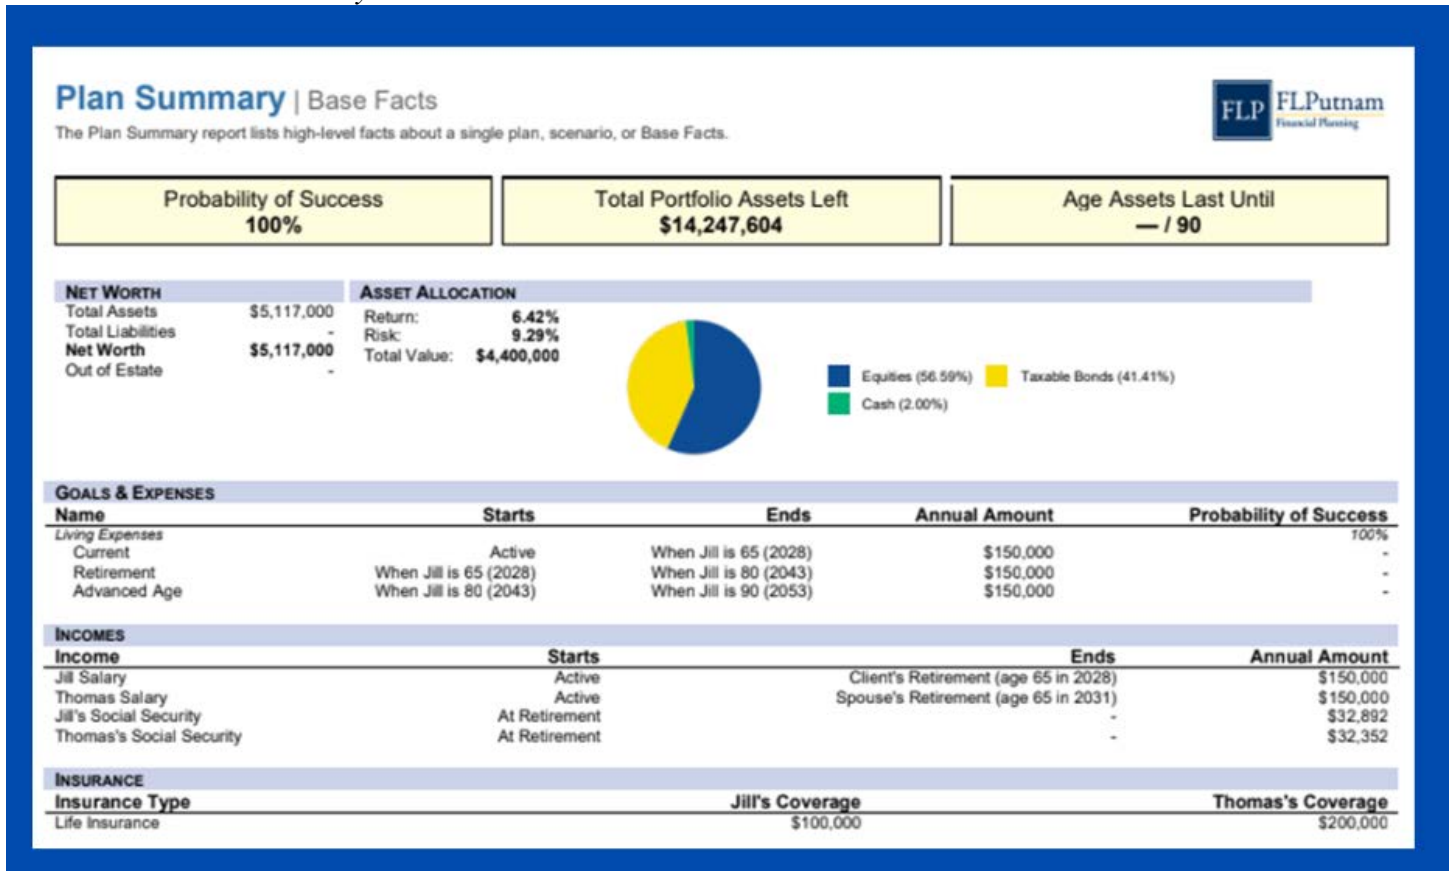 Plan Summary | Base Facts
The Plan Summary report lists high-level facts about a single plan, scenario, or Base Facts.
FLP FLPutnam
Financial Planning
Probability of Success
100%
Total Portfolio Assets Left
$14,247,604
Age Assets Last Until
— / 90
NET WORTH
Total Assets $5,117,000
Total Liabilities -
Net Worth $5,117,000
Out of Estate -
ASSET ALLOCATION
Return: 6.42%
Risk: 9.29%
Total Value: $4,400,000
Equities (56.59%) Taxable Bonds (41.41%)
Cash (2.00%)
GOALS & EXPENSES
Name Starts Ends Annual Amount Probability of Success
Living Expenses 100%
Current Active When Jill is 65 (2028) $150,000 -
Retirement When Jill is 65 (2028) When Jill is 80 (2043) $150,000 -
Advanced Age When Jill is 80 (2043) When Jill is 90 (2053) $150,000 -
INCOMES
Income Starts Ends Annual Amount
Jill Salary Active Client's Retirement (age 65 in 2028) $150,000
Thomas Salary Active Spouse's Retirement (age 65 in 2031) $150,000
Jill's Social Security At Retirement - $32,892
Thomas's Social Security At Retirement - $32,352
INSURANCE
Insurance Type Jill's Coverage Thomas's Coverage
Life Insurance $100,000 $200,000